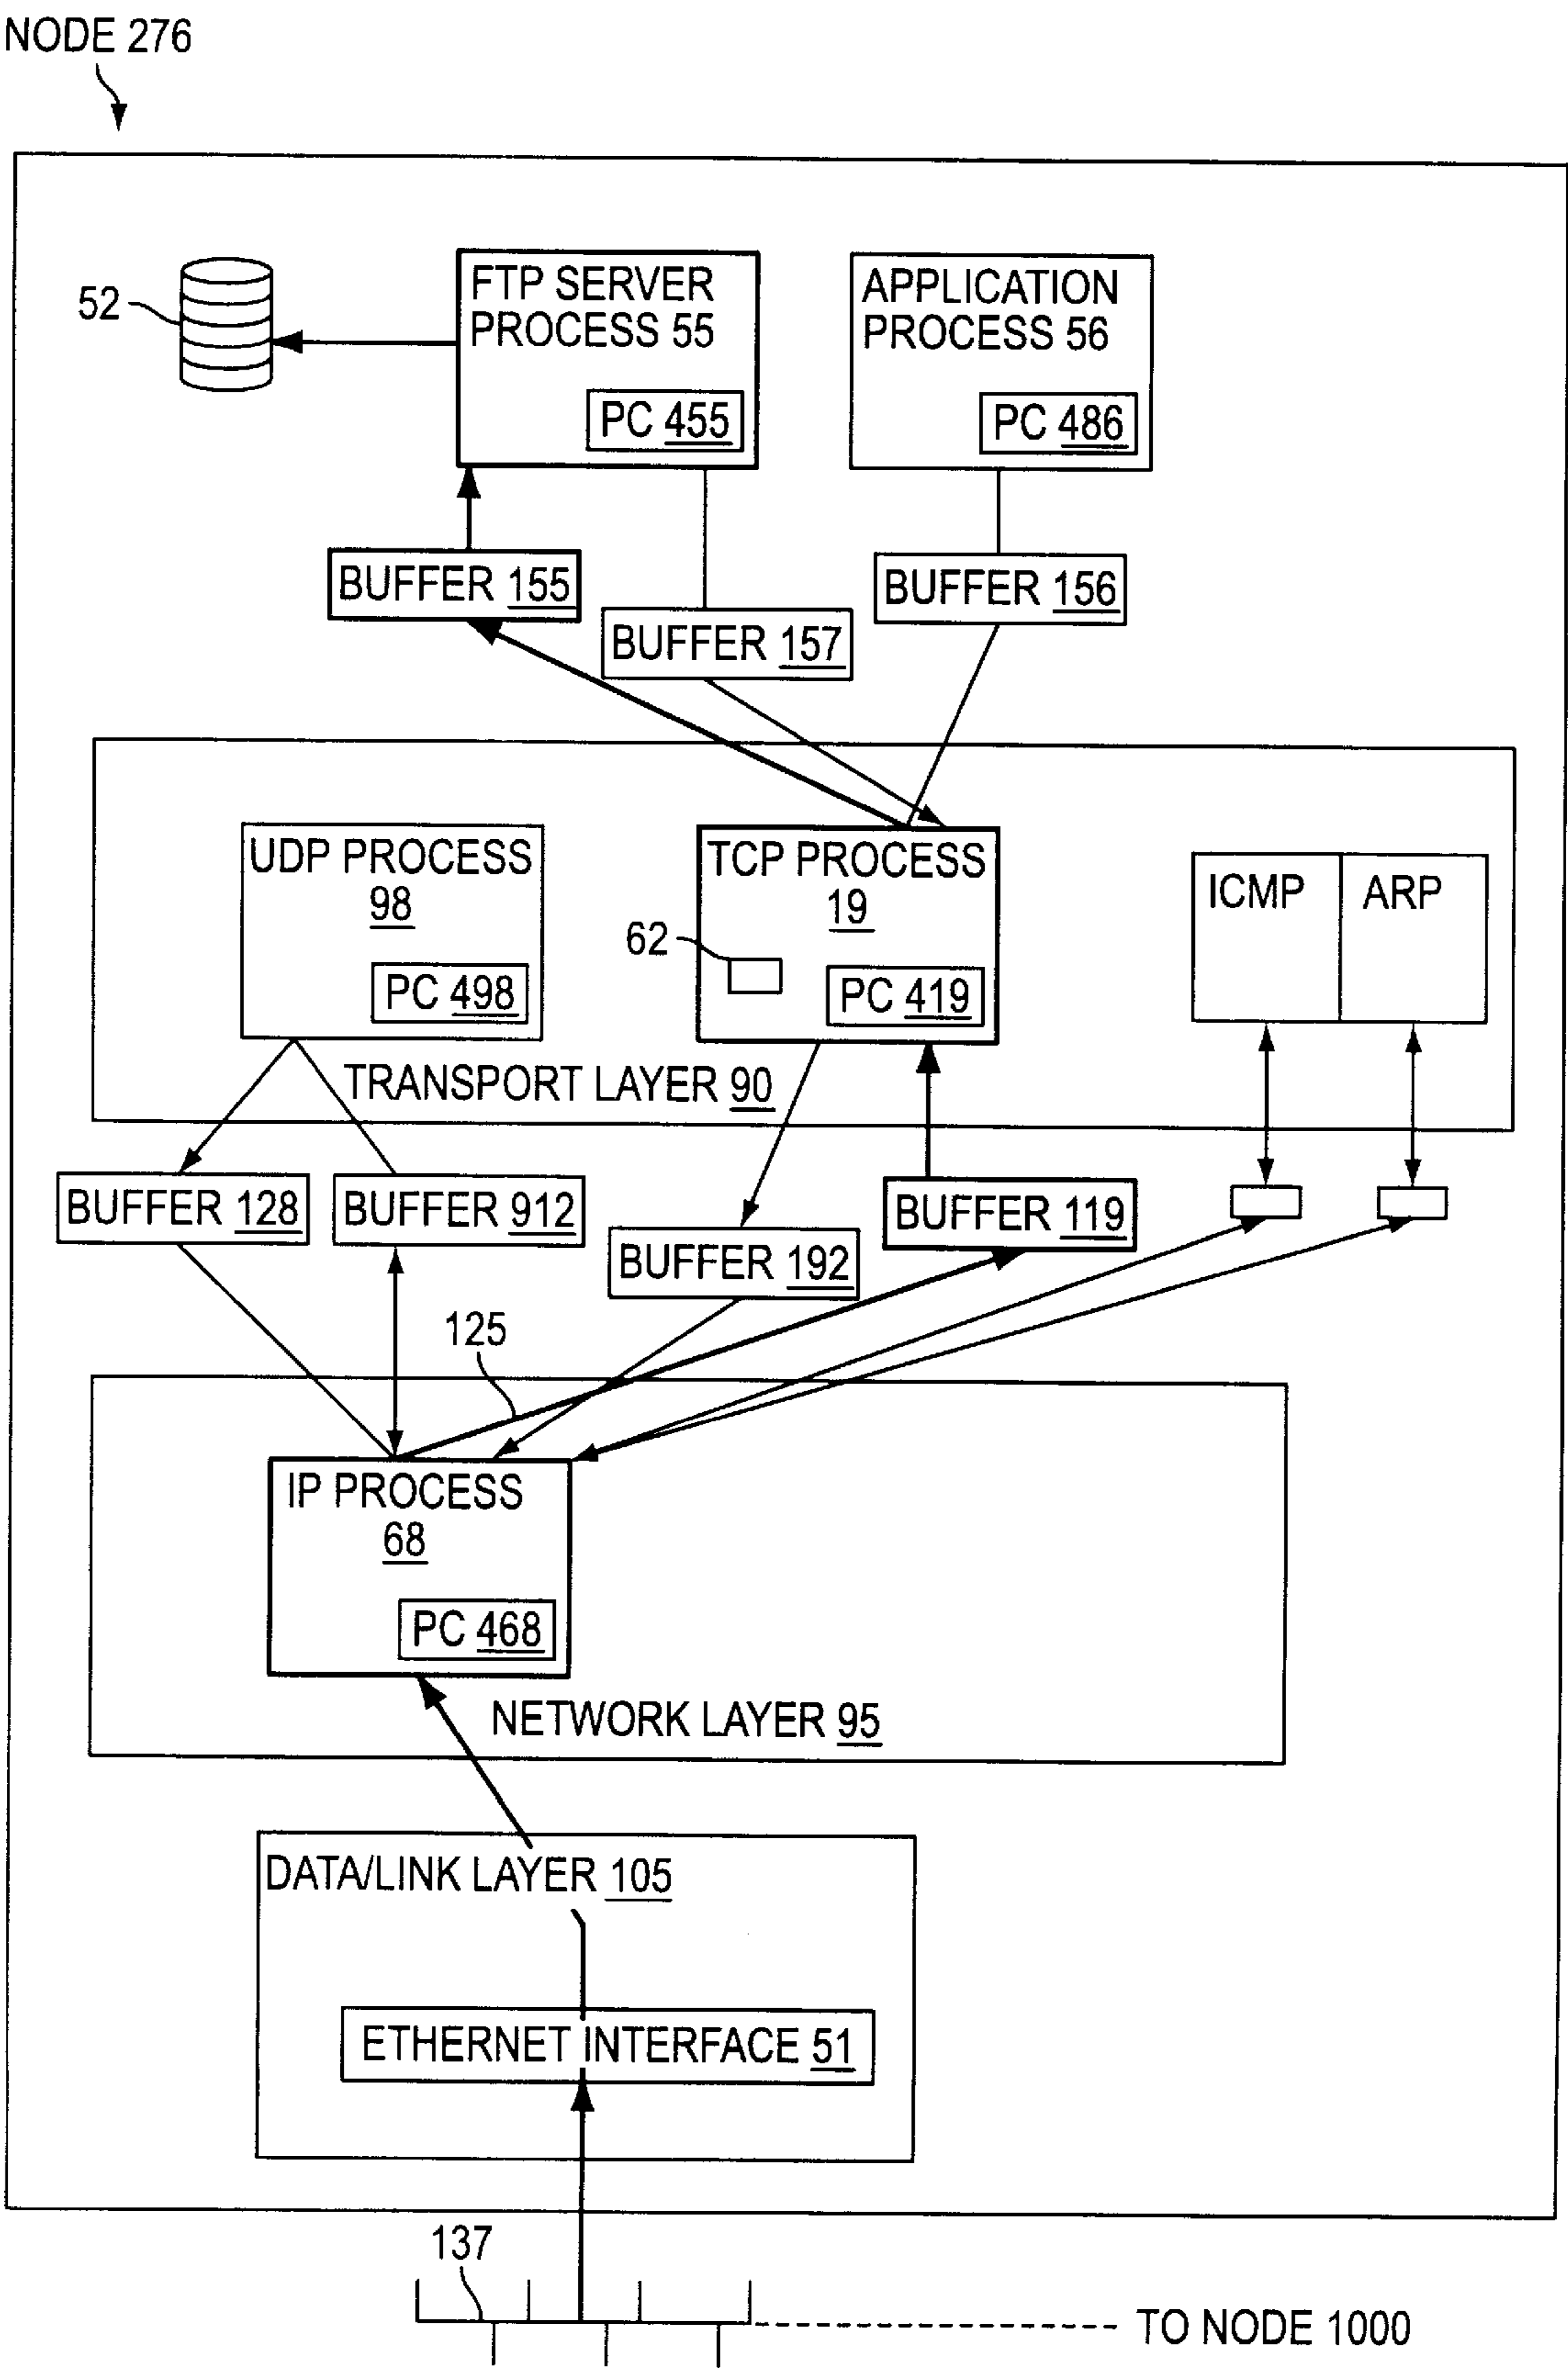 NODE 276
52
FTP SERVER
PROCESS 55
PC 455
APPLICATION
PROCESS 56
PC 486
BUFFER 155
BUFFER 157
BUFFER 156
UDP PROCESS
98
PC 498
TCP PROCESS
19
62
PC 419
ICMP
ARP
TRANSPORT LAYER 90
BUFFER 128
BUFFER 912
BUFFER 192
BUFFER 119
125
IP PROCESS
68
PC 468
NETWORK LAYER 95
DATA/LINK LAYER 105
ETHERNET INTERFACE 51
137
TO NODE 1000